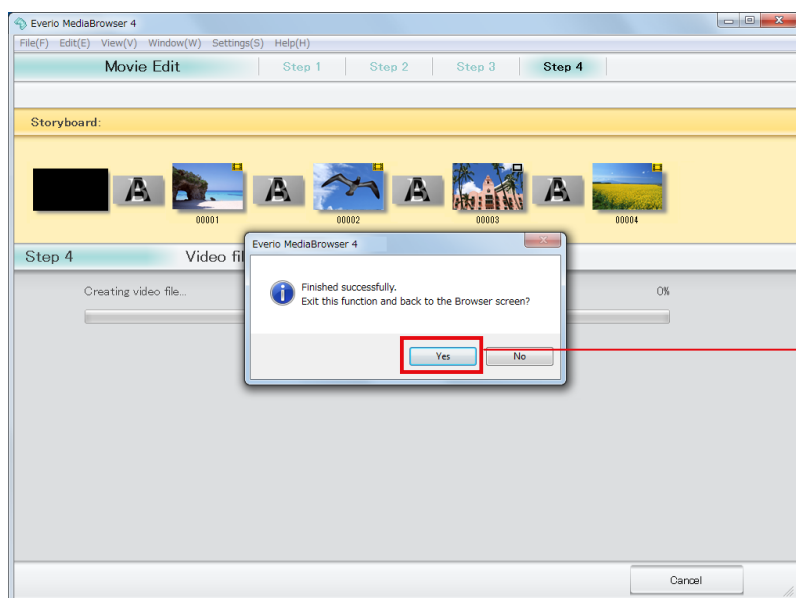 Everio MediaBrowser 4
File(F) Edit(E) View(V) Window(W) Settings(S) Help(H)
Movie Edit Step 1 Step 2 Step 3 Step 4
Storyboard:
A A A A
00001 00002 00003 00004
Step 4 Video fil
Everio MediaBrowser 4
Creating video file... 0%
Finished successfully.
Exit this function and back to the Browser screen?
Yes No
Cancel